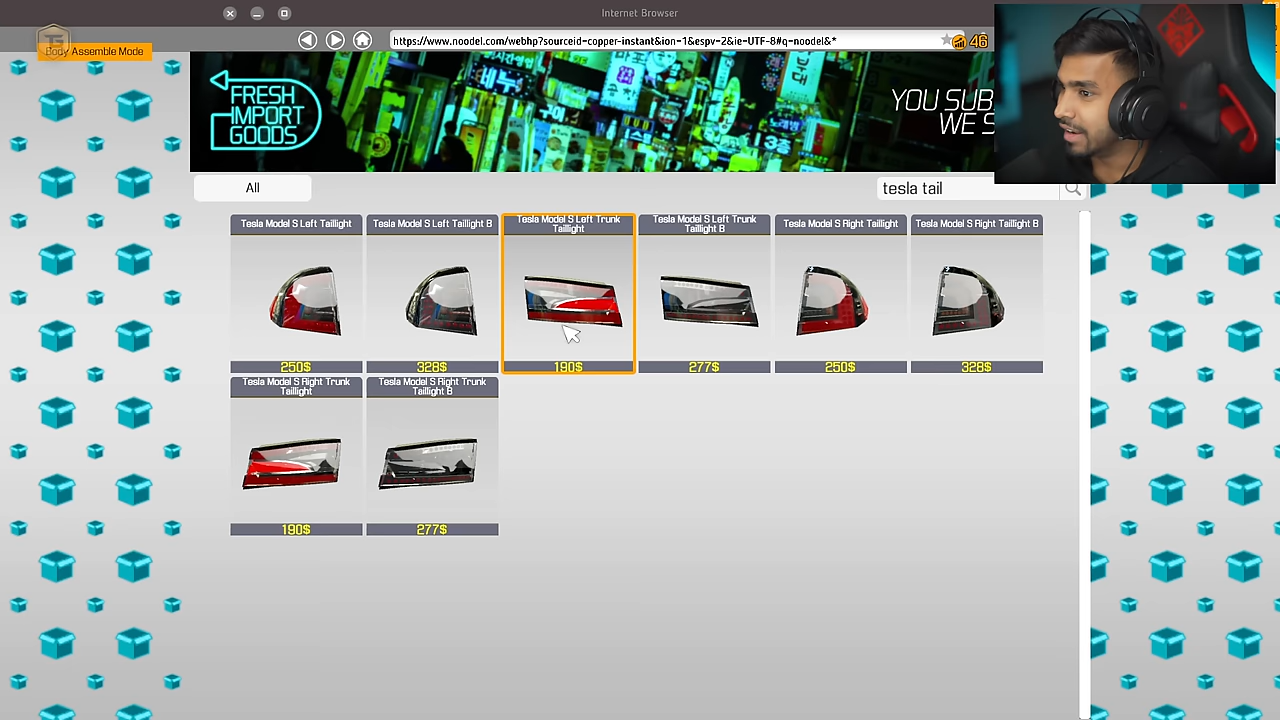 Internet Browser
Body Assemble Mode
https://www.noodel.com/webhp?sourceid=copper-instant&ion=1&espv=2&ie=UTF-8#q=noodel&*
46
FRESH
IMPORT
GOODS
YOU SUB
WE S
All
tesla tail
Tesla Model S Left Taillight
Tesla Model S Left Taillight B
Tesla Model S Left Trunk
Taillight
Tesla Model S Left Trunk
Taillight B
Tesla Model S Right Taillight
Tesla Model S Right Taillight B
250$
328$
190$
277$
250$
328$
Tesla Model S Right Trunk
Taillight
Tesla Model S Right Trunk
Taillight B
190$
277$